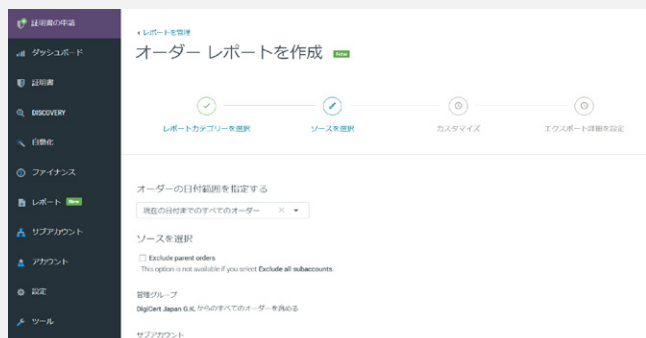 証明書の申請
ダッシュボード
証明書
DISCOVERY
自動化
ファイナンス
レポート New
サブアカウント
アカウント
設定
ツール
‹ レポートを管理
オーダー レポートを作成 New
レポートカテゴリーを選択
ソースを選択
カスタマイズ
エクスポート詳細を設定
オーダーの日付範囲を指定する
現在の日付までのすべてのオーダー ×
ソースを選択
Exclude parent orders
This option is not available if you select Exclude all subaccounts
管理グループ
DigiCert Japan G.K. からのすべてのオーダーを含める
サブアカウント